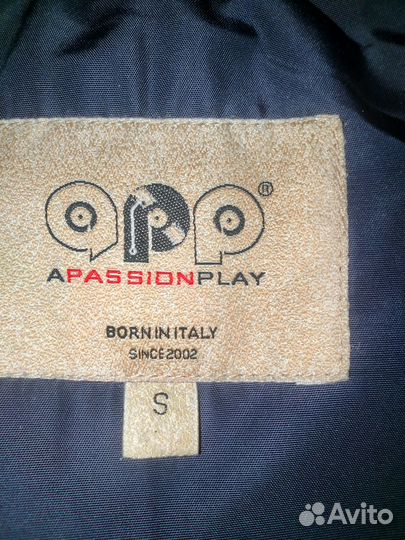 app®
APASSIONPLAY
BORN IN ITALY
SINCE 2002
S
Avito